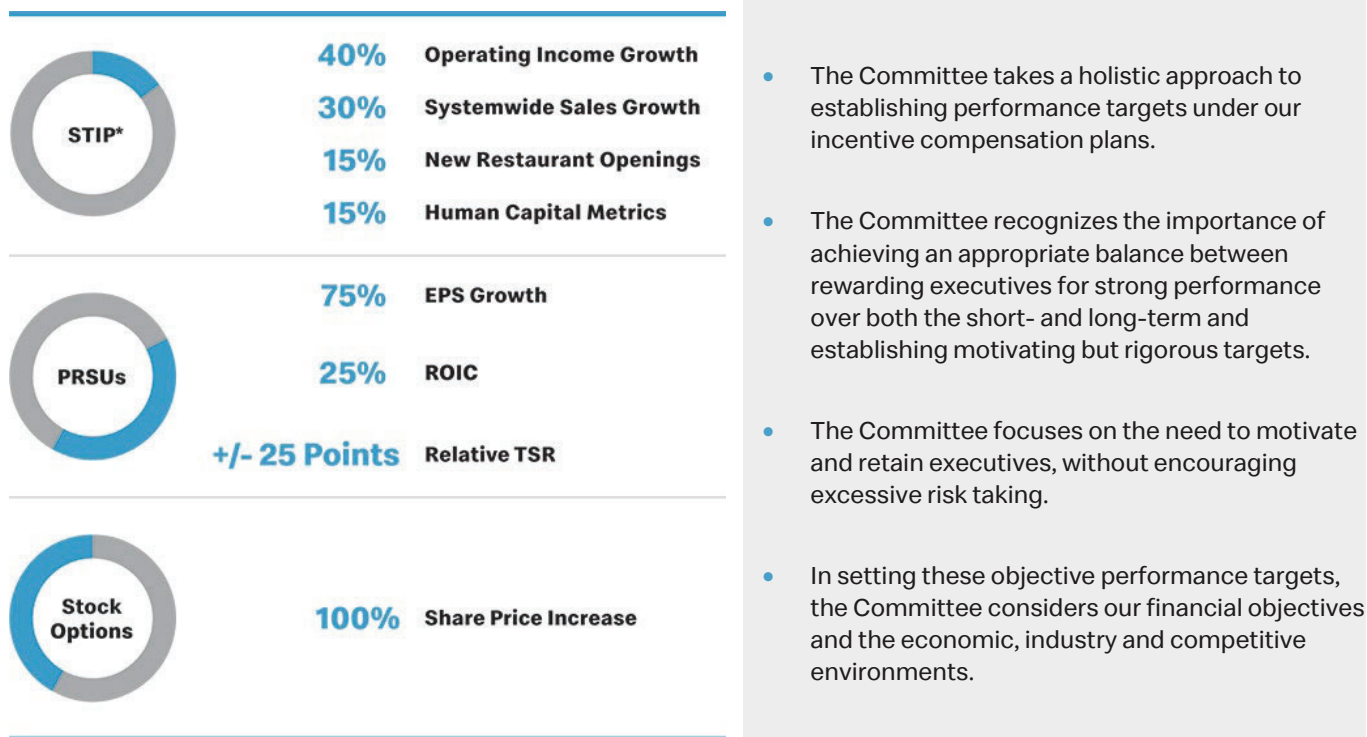 STIP*
40% Operating Income Growth
30% Systemwide Sales Growth
15% New Restaurant Openings
15% Human Capital Metrics
PRSUs
75% EPS Growth
25% ROIC
+/- 25 Points Relative TSR
Stock
Options
100% Share Price Increase
• The Committee takes a holistic approach to
establishing performance targets under our
incentive compensation plans.
• The Committee recognizes the importance of
achieving an appropriate balance between
rewarding executives for strong performance
over both the short- and long-term and
establishing motivating but rigorous targets.
• The Committee focuses on the need to motivate
and retain executives, without encouraging
excessive risk taking.
• In setting these objective performance targets,
the Committee considers our financial objectives
and the economic, industry and competitive
environments.